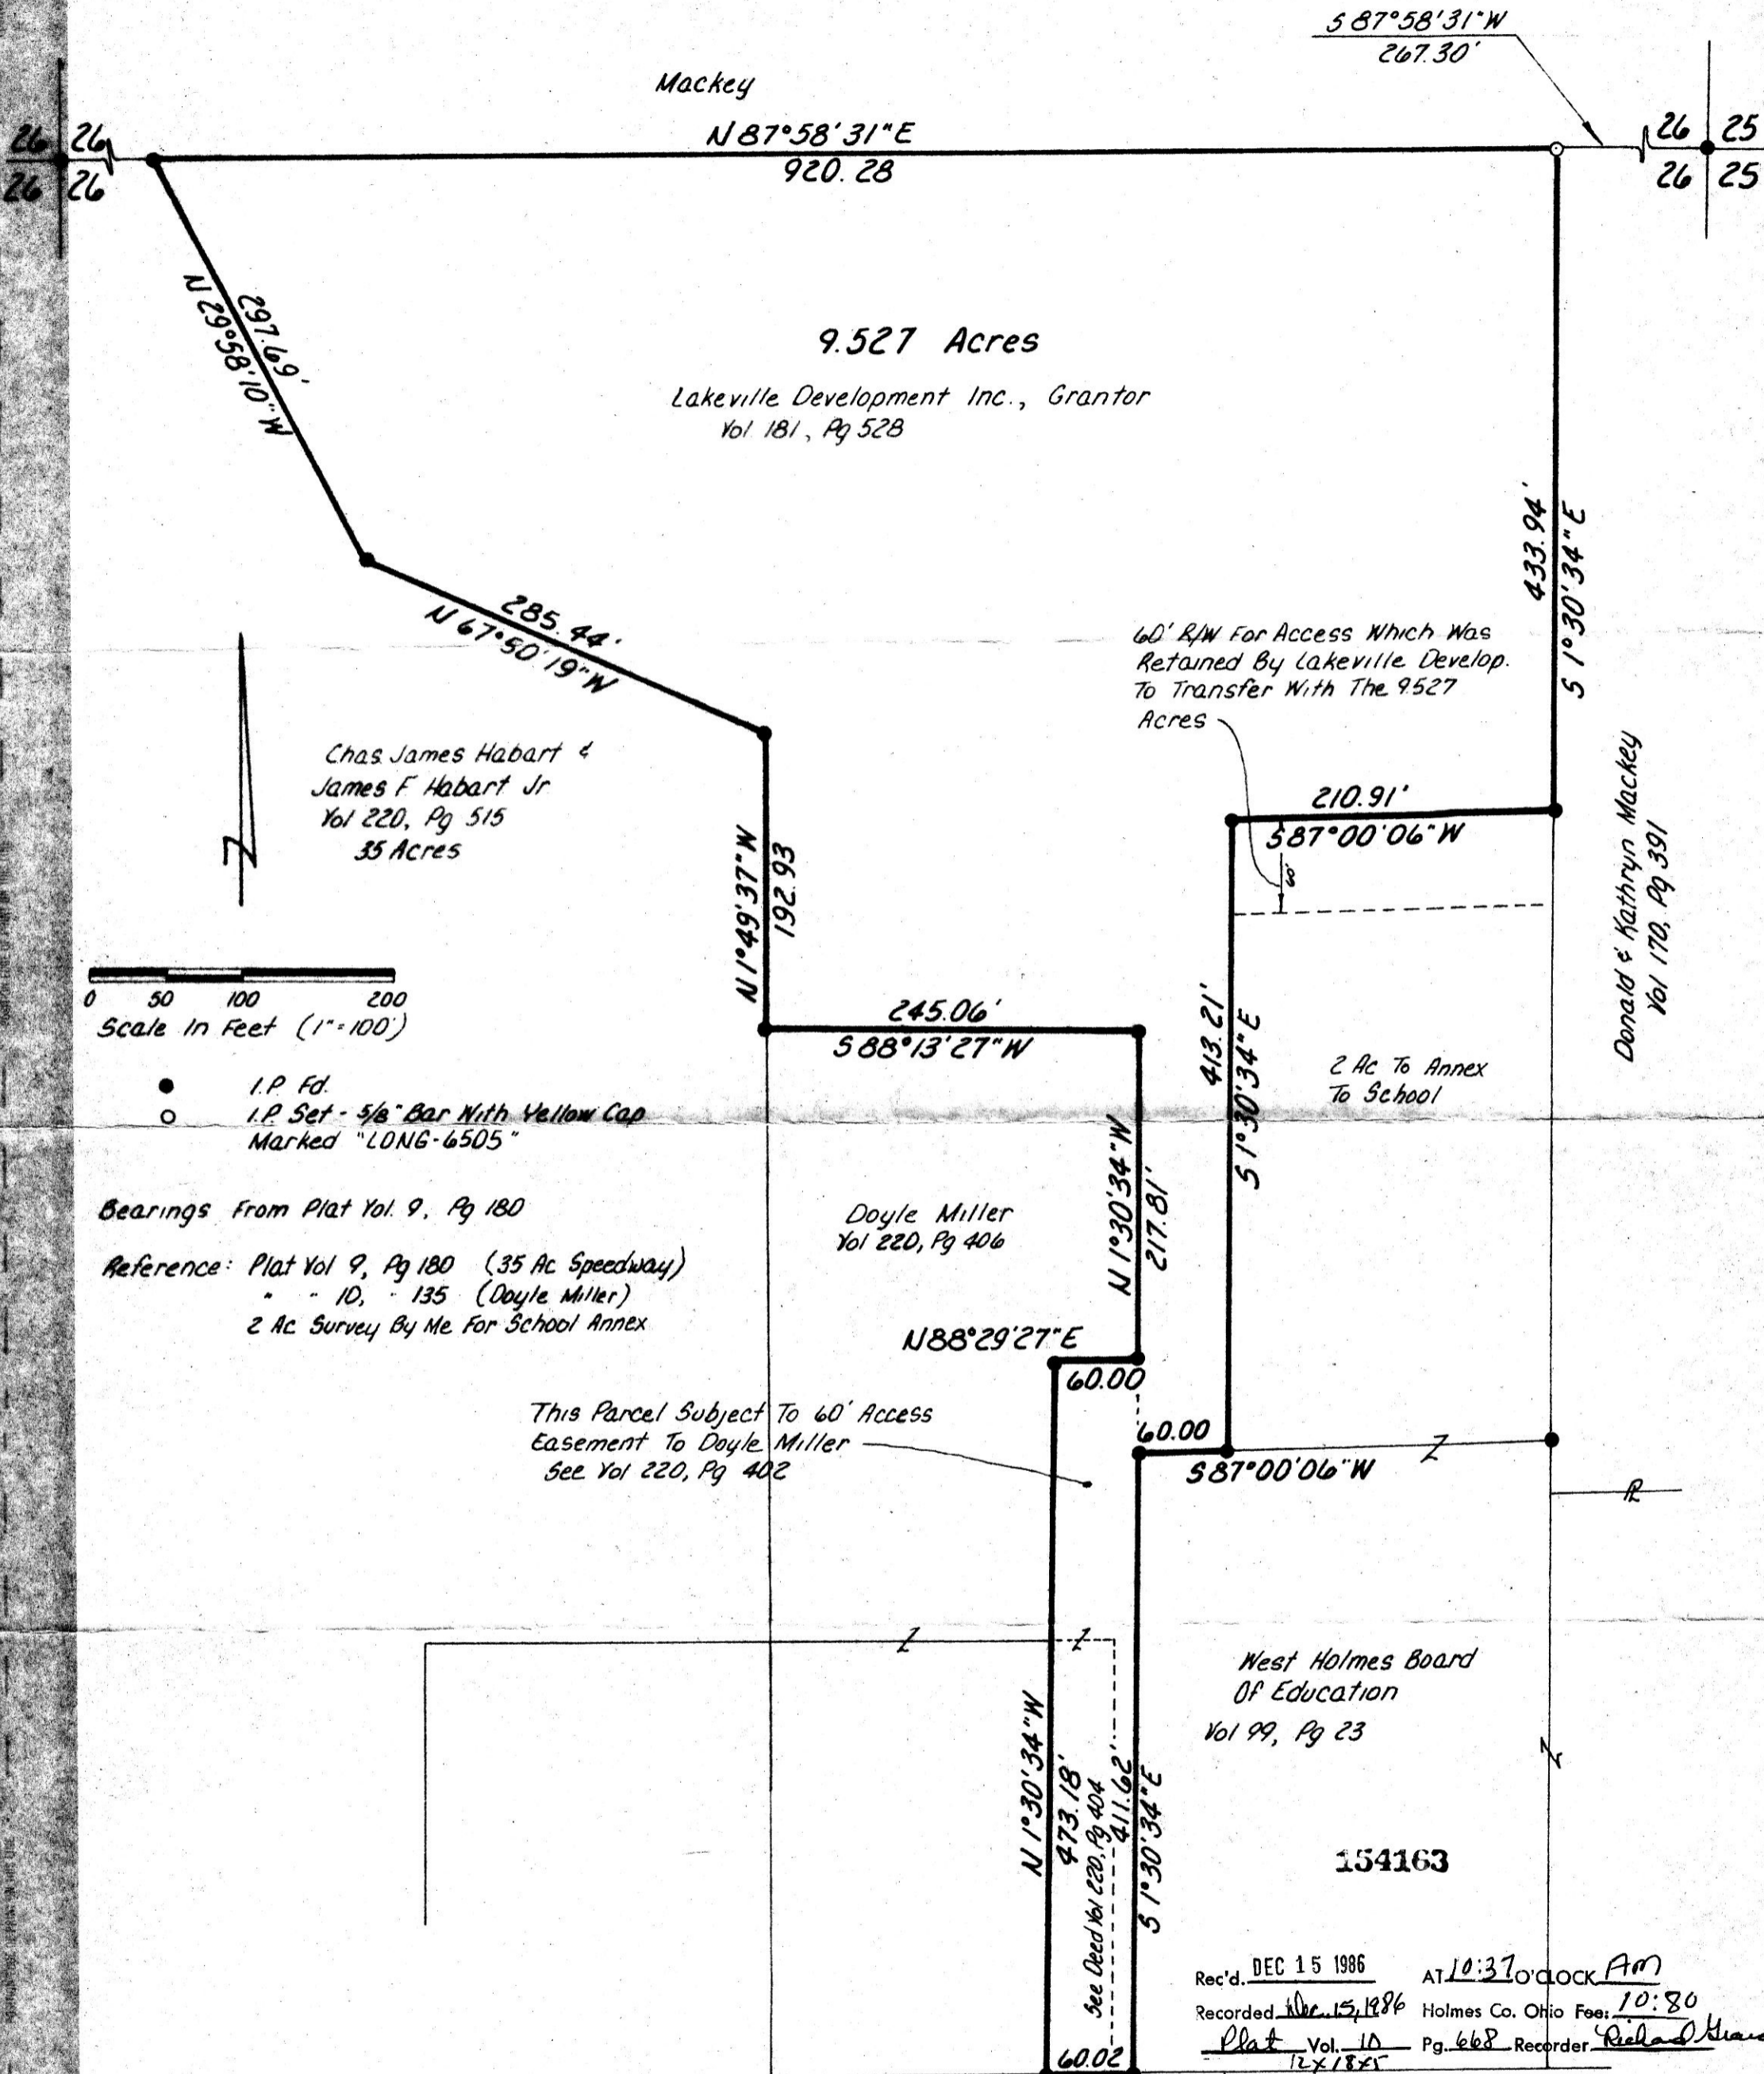 S 87°58'31"W
267.30'
Mackey
N 87°58'31"E
920.28
26 26
26 26
26 25
26 25
297.69'
N 29°58'10"W
9.527 Acres
Lakeville Development Inc., Grantor
Vol 181, Pg 528
433.94'
S 1°30'34"E
285.44'
N 67°50'19"W
60' R/W For Access Which Was
Retained By Lakeville Develop.
To Transfer With The 9.527
Acres
Chas. James Habart &
James F Habart Jr
Vol 220, Pg 515
35 Acres
210.91'
S 87°00'06"W
60'
Donald & Kathryn Mackey
Vol 170, Pg 391
N 1°49'37"W
192.93
0 50 100 200
Scale In Feet (1"=100')
245.06'
S 88°13'27"W
413.21'
S 1°30'34"E
2 Ac To Annex
To School
I.P. Fd.
I.P. Set - 5/8" Bar With Yellow Cap
Marked "LONG-6505"
N 1°30'34"W
217.81'
Bearings From Plat Vol. 9, Pg 180
Doyle Miller
Vol 220, Pg 406
Reference: Plat Vol 9, Pg 180 (35 Ac Speedway)
" " 10, " 135 (Doyle Miller)
2 Ac Survey By Me For School Annex
N 88°29'27"E
60.00
This Parcel Subject To 60' Access
Easement To Doyle Miller
See Vol 220, Pg 402
60.00
S 87°00'06"W
West Holmes Board
Of Education
Vol 99, Pg 23
N 1°30'34"W
473.18'
See Deed Vol 220, Pg 404
411.62'
S 1°30'34"E
154163
Rec'd. DEC 15 1986 AT 10:37 O'CLOCK AM
Recorded Dec. 15, 1986 Holmes Co. Ohio Fee: 10:80
Plat Vol. 10 Pg. 668 Recorder Richard
12x18x5
60.02